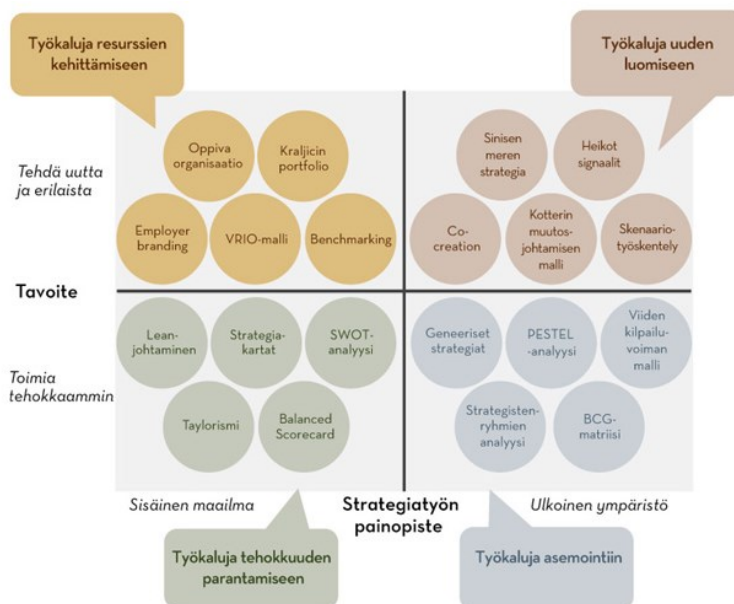 Työkaluja resurssien
kehittämiseen
Työkaluja uuden
luomiseen
Tehdä uutta
ja erilaista
Oppiva
organisaatio
Kraljicin
portfolio
Employer
branding
VRIO-malli
Benchmarking
Sinisen
meren
strategia
Heikot
signaalit
Co-
creation
Kotterin
muutos-
johtamisen
malli
Skenaario-
työskentely
Tavoite
Toimia
tehokkaammin
Lean-
johtaminen
Strategia-
kartat
SWOT-
analyysi
Taylorismi
Balanced
Scorecard
Geneeriset
strategiat
PESTEL
-analyysi
Viiden
kilpailu-
voiman
malli
Strategisten-
ryhmien
analyysi
BCG-
matriisi
Sisäinen maailma
Strategiatyön
painopiste
Ulkoinen ympäristö
Työkaluja tehokkuuden
parantamiseen
Työkaluja asemointiin